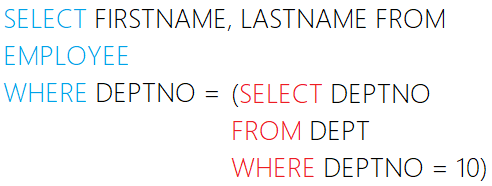 SELECT FIRSTNAME, LASTNAME FROM
EMPLOYEE
WHERE DEPTNO = (SELECT DEPTNO
FROM DEPT
WHERE DEPTNO = 10)